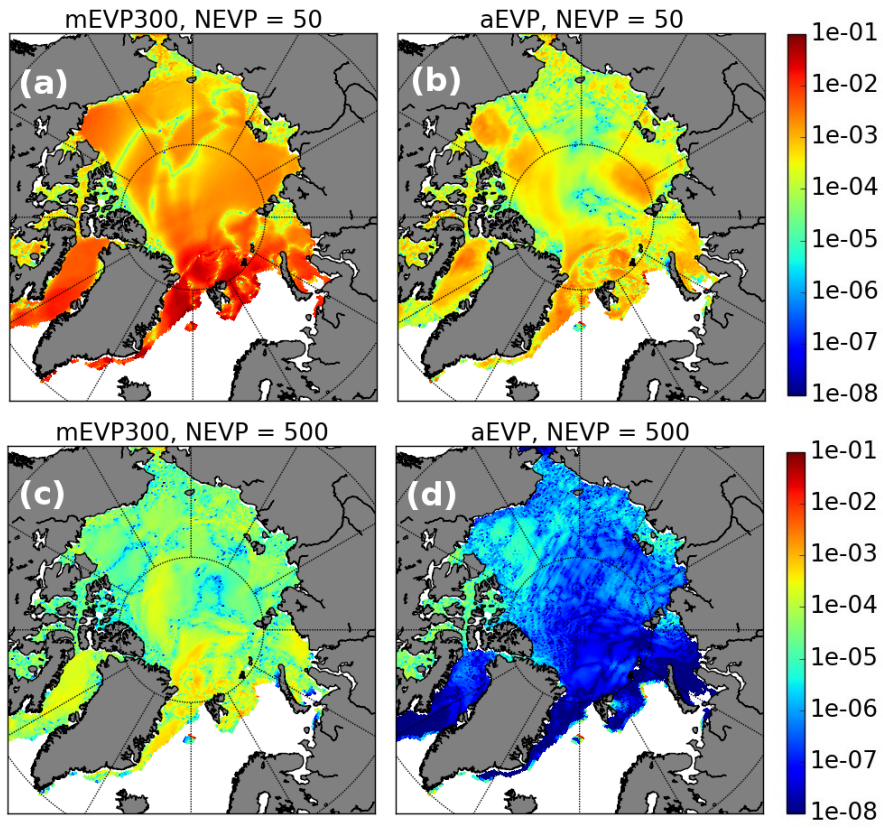 mEVP300, NEVP = 50
aEVP, NEVP = 50
(a)
(b)
1e-01
1e-02
1e-03
1e-04
1e-05
1e-06
1e-07
1e-08
mEVP300, NEVP = 500
aEVP, NEVP = 500
(c)
(d)
1e-01
1e-02
1e-03
1e-04
1e-05
1e-06
1e-07
1e-08